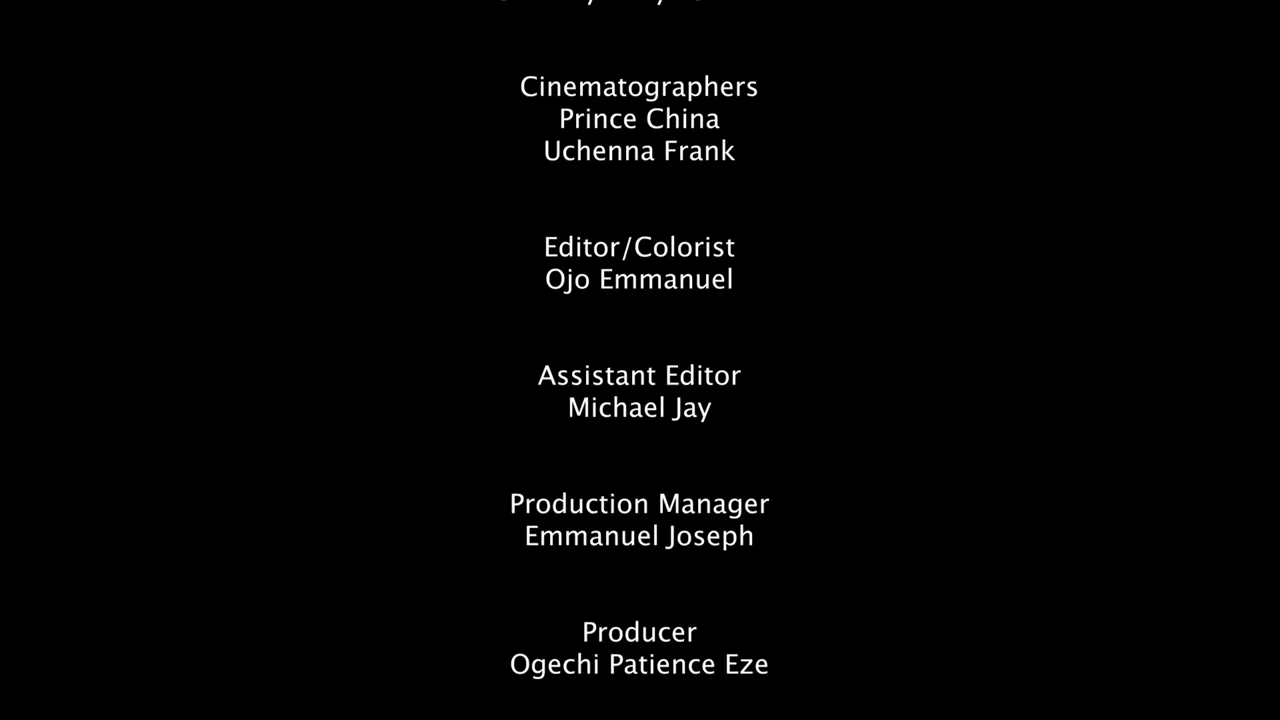 Cinematographers
Prince China
Uchenna Frank
Editor/Colorist
Ojo Emmanuel
Assistant Editor
Michael Jay
Production Manager
Emmanuel Joseph
Producer
Ogechi Patience Eze